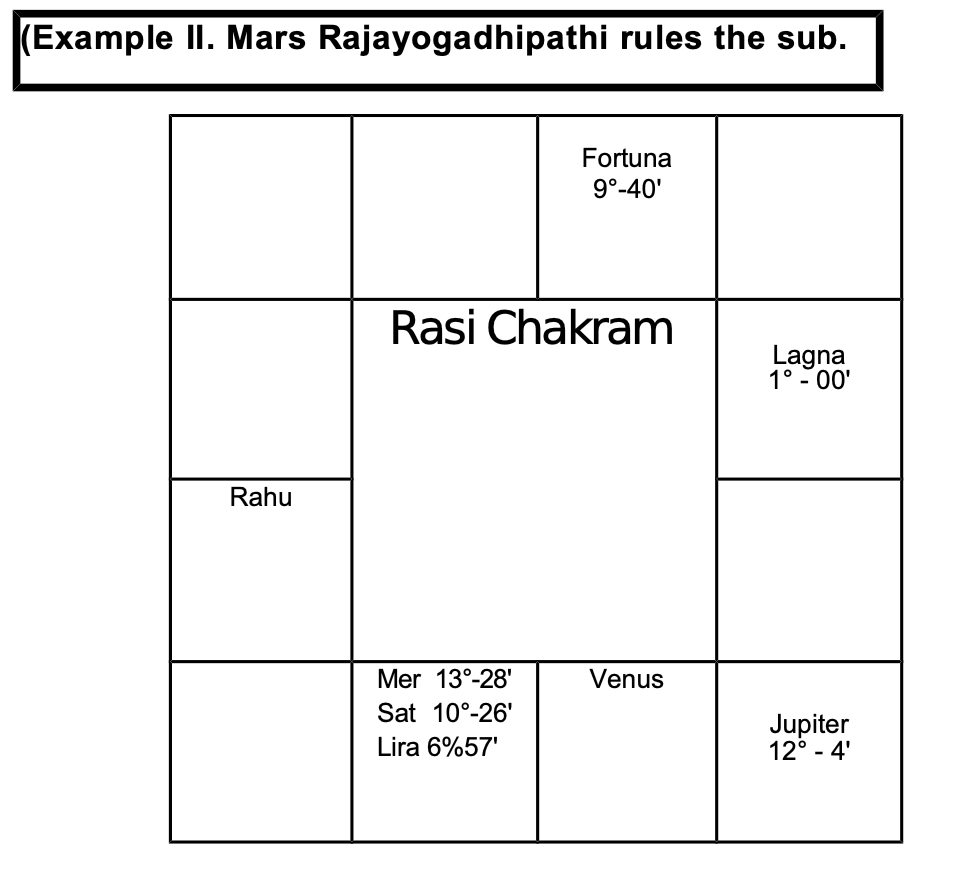 (Example II. Mars Rajayogadhipathi rules the sub.
Fortuna
9°-40'
Rasi Chakram
Lagna
1° - 00'
Rahu
Mer 13°-28'
Sat 10°-26'
Lira 6%57'
Venus
Jupiter
12° - 4'